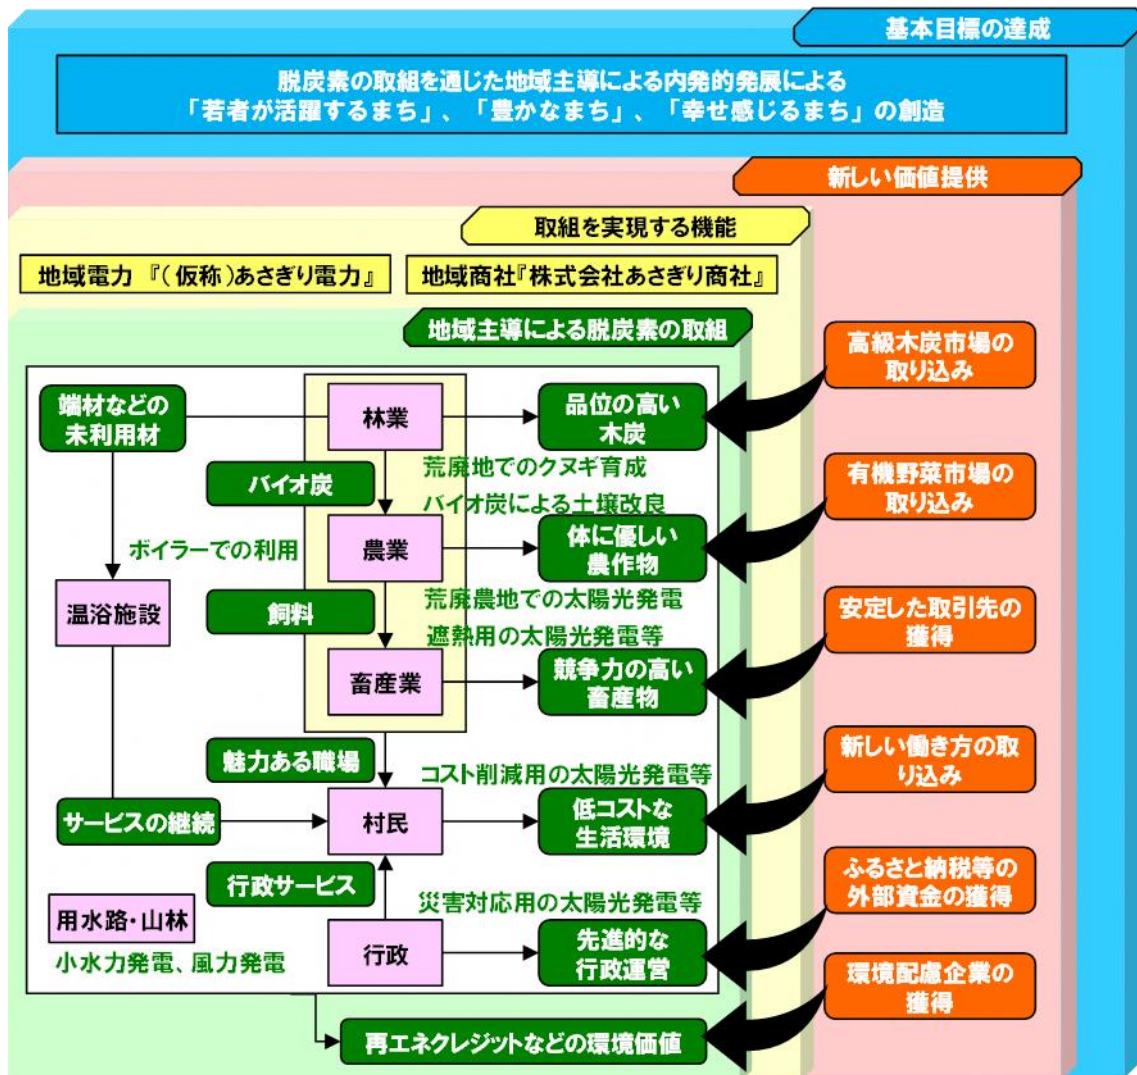 基本目標の達成
脱炭素の取組を通じた地域主導による内発的発展による
「若者が活躍するまち」、「豊かなまち」、「幸せ感じるまち」の創造
新しい価値提供
取組を実現する機能
地域電力 『（仮称）あさぎり電力』
地域商社『株式会社あさぎり商社』
地域主導による脱炭素の取組
高級木炭市場の
取り込み
端材などの
未利用材
林業
品位の高い
木炭
荒廃地でのクヌギ育成
バイオ炭
バイオ炭による土壌改良
有機野菜市場の
取り込み
ボイラーでの利用
農業
体に優しい
農作物
温浴施設
飼料
荒廃農地での太陽光発電
遮熱用の太陽光発電等
安定した取引先の
獲得
畜産業
競争力の高い
畜産物
魅力ある職場
コスト削減用の太陽光発電等
新しい働き方の取
り込み
サービスの継続
村民
低コストな
生活環境
行政サービス
災害対応用の太陽光発電等
ふるさと納税等の
外部資金の獲得
用水路・山林
小水力発電、風力発電
行政
先進的な
行政運営
環境配慮企業の
獲得
再エネクレジットなどの環境価値